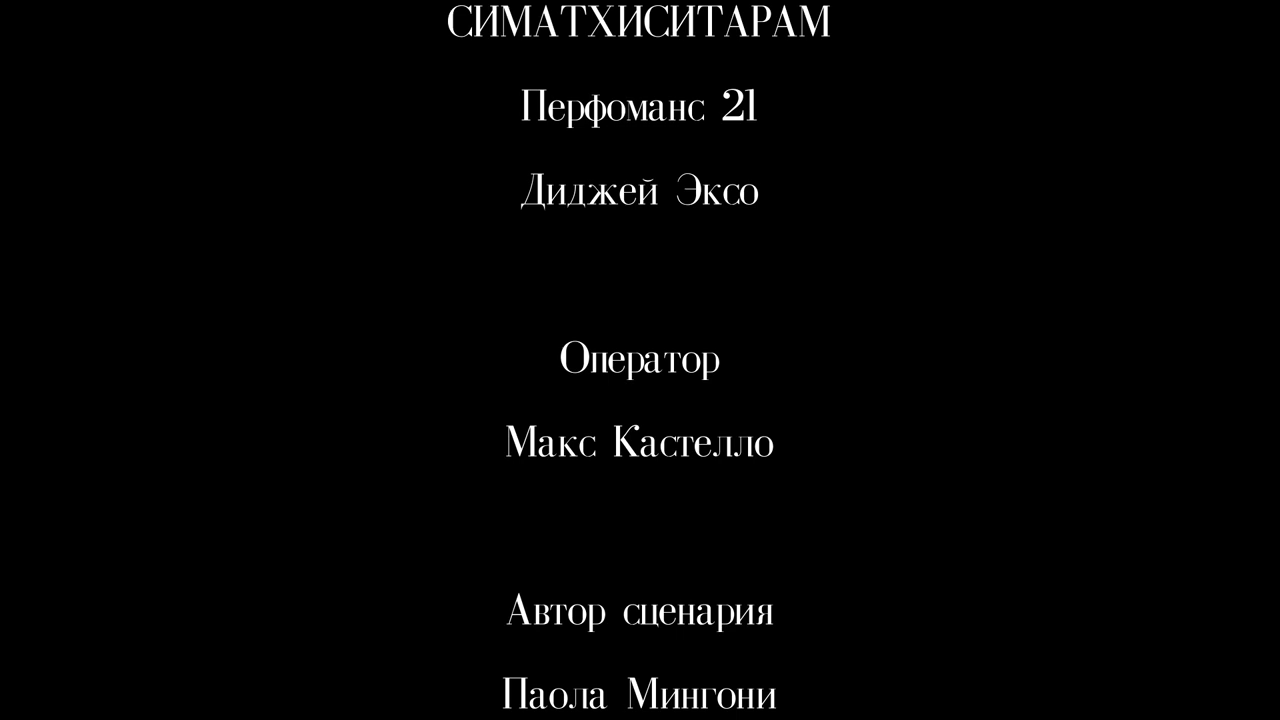 СИМАТХИСИТАРАМ
Перфоманс 21
Диджей Эксо
Оператор
Макс Кастелло
Автор сценария
Паола Мингони